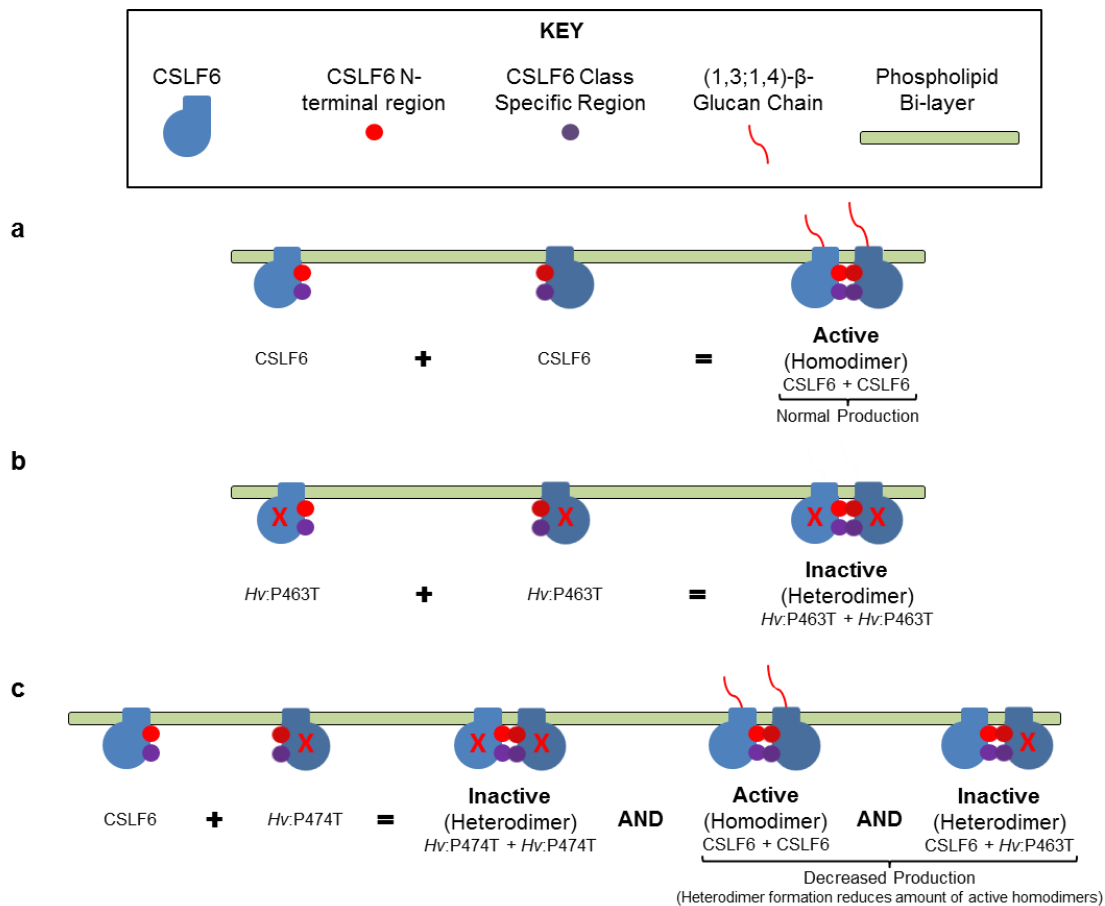 KEY
CSLF6
CSLF6 N-
terminal region
CSLF6 Class
Specific Region
(1,3;1,4)-β-
Glucan Chain
Phospholipid
Bi-layer
a
CSLF6
+
CSLF6
=
Active
(Homodimer)
CSLF6 + CSLF6
Normal Production
b
X
X
X
X
Hv:P463T
+
Hv:P463T
=
Inactive
(Heterodimer)
Hv:P463T + Hv:P463T
c
X
X
X
X
CSLF6
+
Hv:P474T
=
Inactive
(Heterodimer)
Hv:P474T + Hv:P474T
AND
Active
(Homodimer)
CSLF6 + CSLF6
AND
Inactive
(Heterodimer)
CSLF6 + Hv:P463T
Decreased Production
(Heterodimer formation reduces amount of active homodimers)